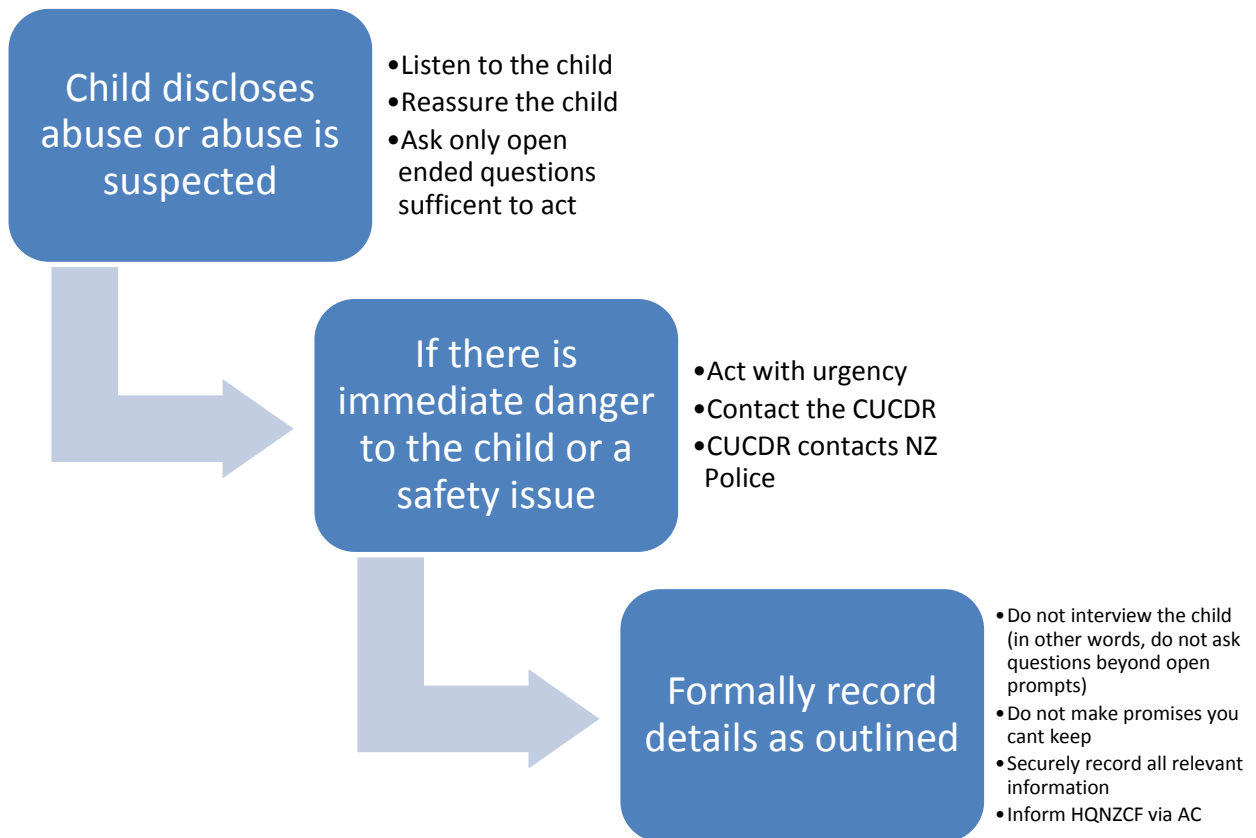 Child discloses
abuse or abuse is
suspected
•Listen to the child
•Reassure the child
•Ask only open
ended questions
sufficent to act
If there is
immediate danger
to the child or a
safety issue
•Act with urgency
•Contact the CUCDR
•CUCDR contacts NZ
Police
Formally record
details as outlined
•Do not interview the child
(in other words, do not ask
questions beyond open
prompts)
•Do not make promises you
cant keep
•Securely record all relevant
information
•Inform HQNZCF via AC